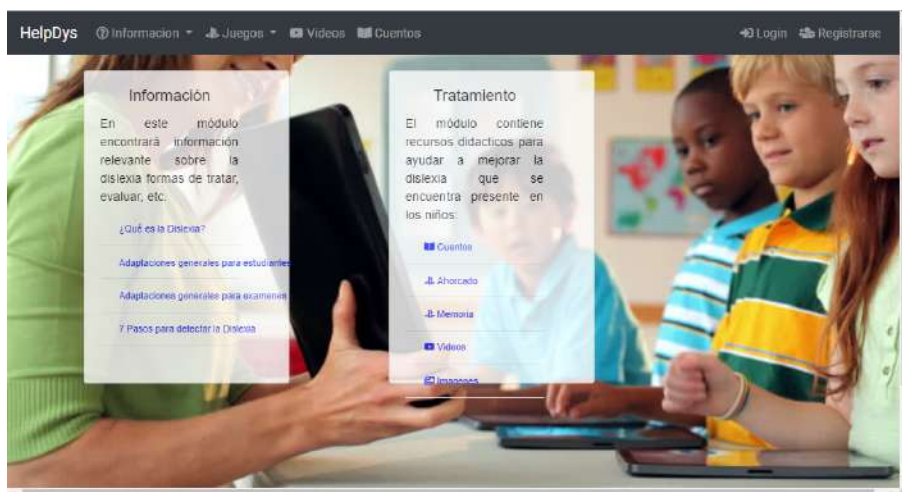 HelpDys Informacion Juegos Videos Cuentos Login Registrarse
Información
En este módulo
encontrará información
relevante sobre la
dislexia formas de tratar,
evaluar, etc.
¿Qué es la Dislexia?
Adaptaciones generales para estudiantes
Adaptaciones generales para examenes
7 Pasos para detectar la Dislexia
Tratamiento
El módulo contiene
recursos didacticos para
ayudar a mejorar la
dislexia que se
encuentra presente en
los niños:
Cuentos
Ahorcado
Memoria
Videos
Imagenes